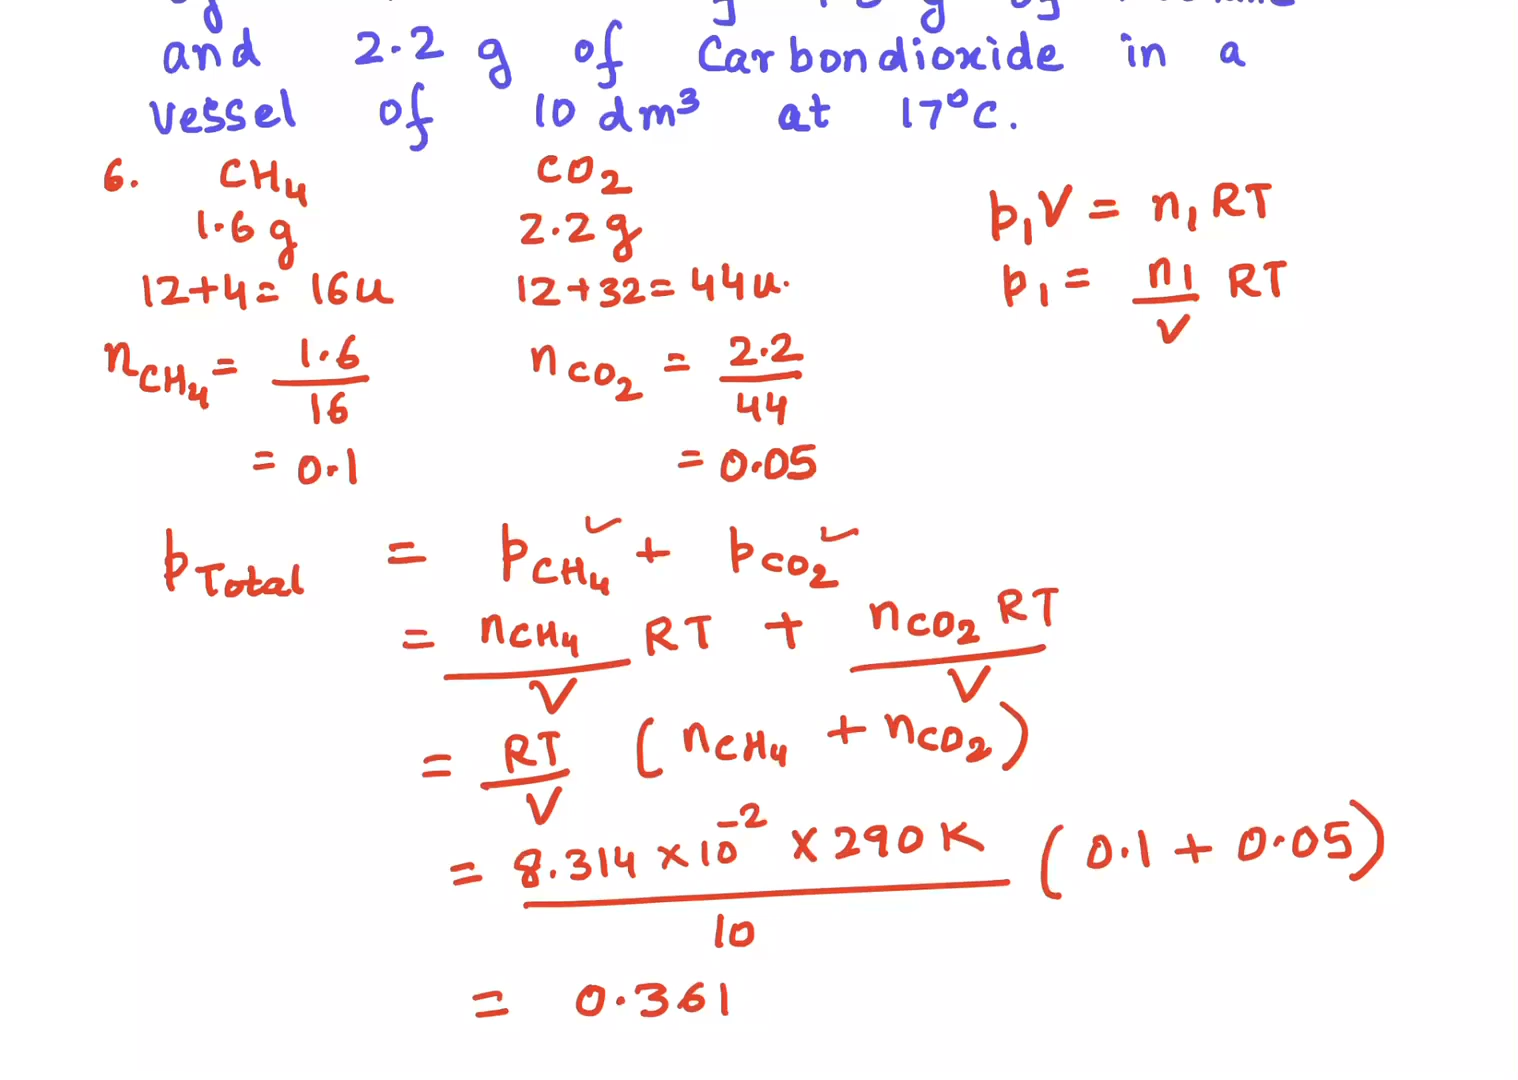 and 2.2 g of Carbondioxide in a
vessel of 10 dm³ at 17°C.
6. CH₄ CO₂
1.6 g 2.2 g
12+4= 16u 12+32= 44u.
p₁V = n₁RT
p₁ = n₁/V RT
n_CH₄ = 1.6/16 n_CO₂ = 2.2/44
= 0.1 = 0.05
p_Total = p_CH₄ ✓ + p_CO₂ ✓
= n_CH₄/V RT + n_CO₂ RT/V
= RT/V (n_CH₄ + n_CO₂)
= 8.314 × 10⁻² × 290 K/10 (0.1 + 0.05)
= 0.361